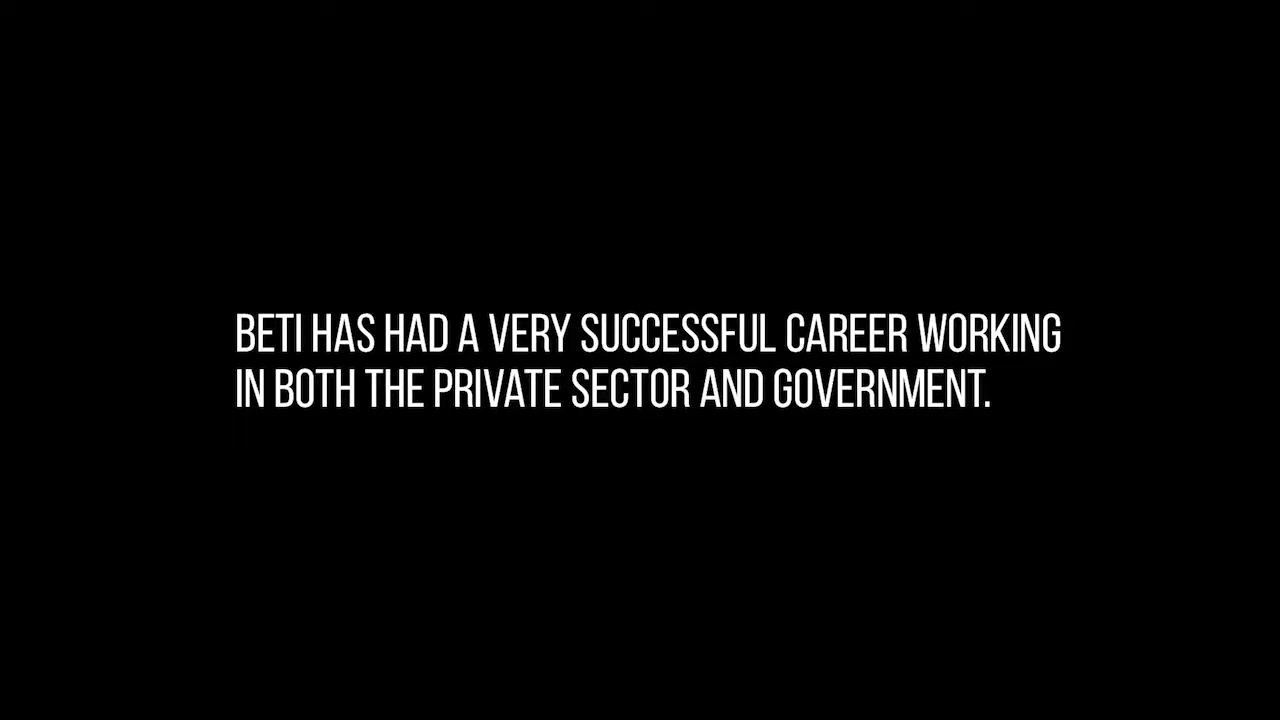 BETI HAS HAD A VERY SUCCESSFUL CAREER WORKING
IN BOTH THE PRIVATE SECTOR AND GOVERNMENT.